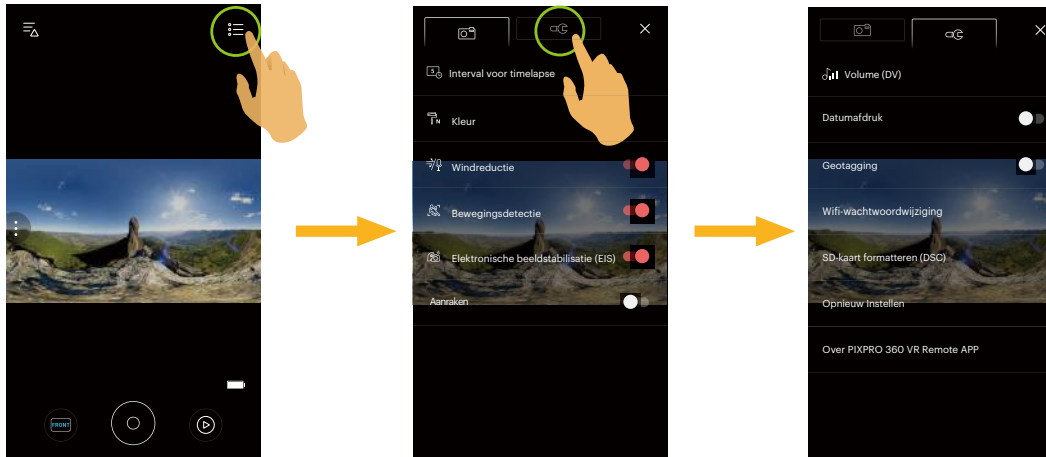 FRONT
Interval voor timelapse
Kleur
Windreductie
Bewegingsdetectie
Elektronische beeldstabilisatie (EIS)
Aanraken
Volume (DV)
Datumafdruk
Geotagging
Wifi-wachtwoordwijziging
SD-kaart formatteren (DSC)
Opnieuw Instellen
Over PIXPRO 360 VR Remote APP